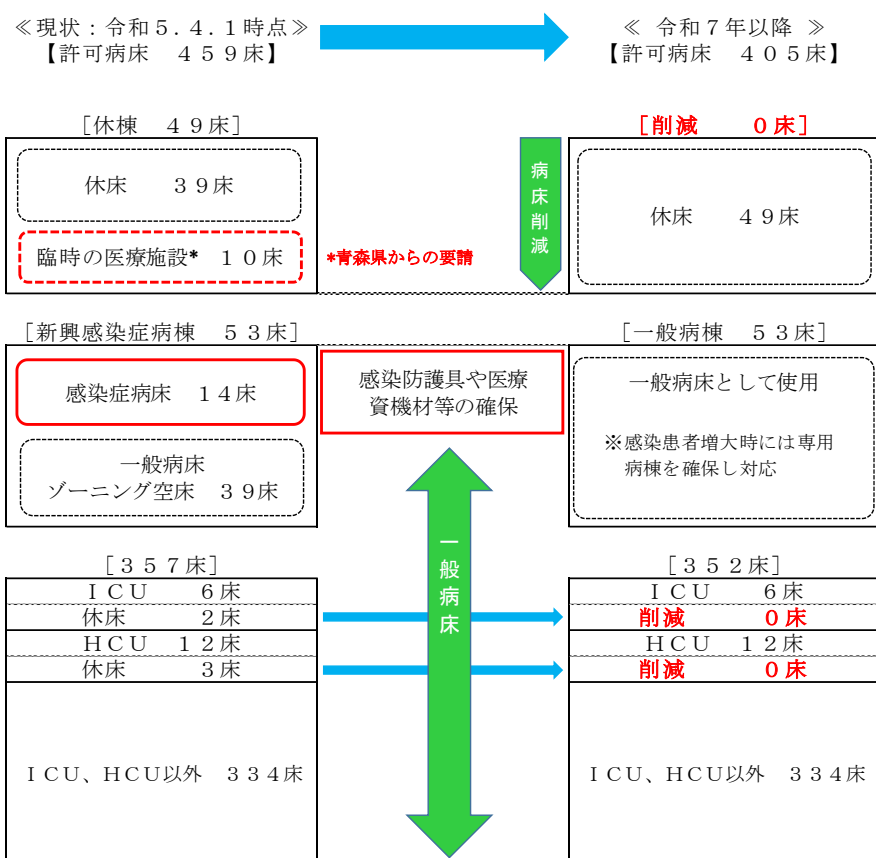 ≪現状：令和５．４．１時点≫
【許可病床　４５９床】
≪　令和７年以降　≫
【許可病床　４０５床】
［休棟　４９床］
休床　　３９床
臨時の医療施設*　１０床
*青森県からの要請
病床削減
［削減　　０床］
休床　　４９床
［新興感染症病棟　５３床］
感染症病床　１４床
一般病床
ゾーニング空床　３９床
感染防護具や医療
資機材等の確保
［一般病棟　５３床］
一般病床として使用
※感染患者増大時には専用
病棟を確保し対応
一般病床
［３５７床］
ＩＣＵ　　６床
休床　　　２床
ＨＣＵ　１２床
休床　　　３床
ＩＣＵ、ＨＣＵ以外　３３４床
［３５２床］
ＩＣＵ　　６床
削減　　　０床
ＨＣＵ　１２床
削減　　　０床
ＩＣＵ、ＨＣＵ以外　３３４床